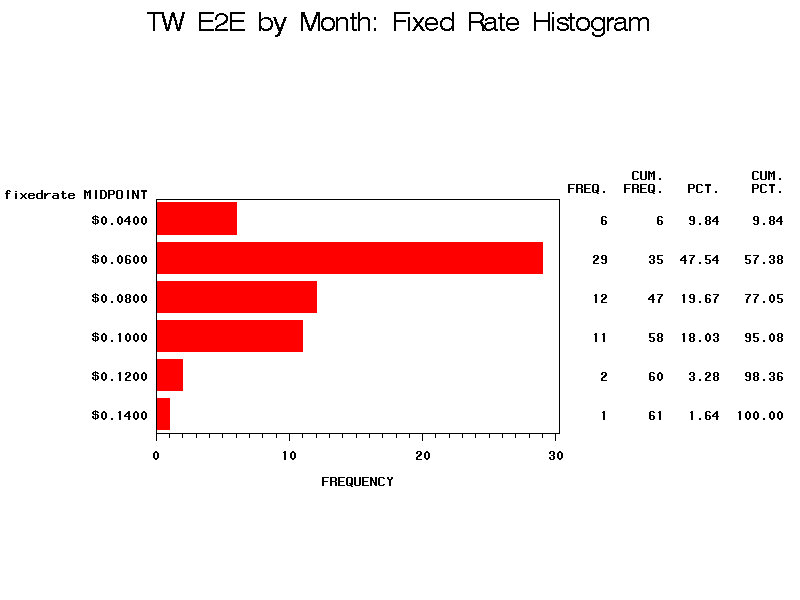 TW E2E by Month: Fixed Rate Histogram
CUM. CUM.
fixedrate MIDPOINT FREQ. FREQ. PCT. PCT.
$0.0400 6 6 9.84 9.84
$0.0600 29 35 47.54 57.38
$0.0800 12 47 19.67 77.05
$0.1000 11 58 18.03 95.08
$0.1200 2 60 3.28 98.36
$0.1400 1 61 1.64 100.00
0 10 20 30
FREQUENCY